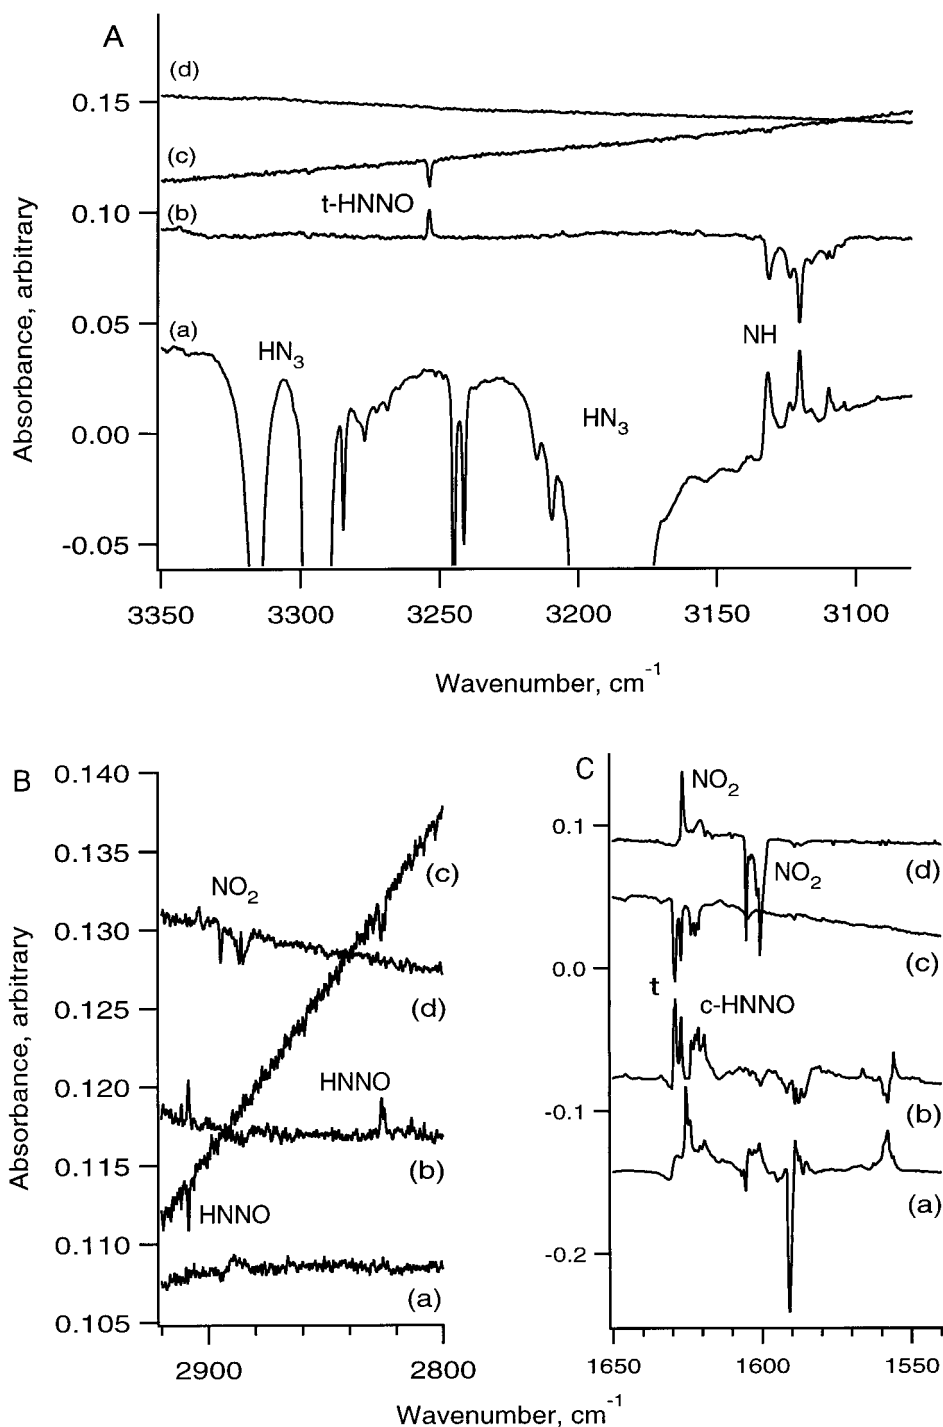 A
(d)
0.15
(c)
t-HNNO
0.10
(b)
0.05
(a)
HN3
NH
HN3
0.00
-0.05
3350
3300
3250
3200
3150
3100
Absorbance, arbitrary
Wavenumber, cm-1
B
0.140
0.135
(c)
NO2
0.130
0.125
(d)
0.120
HNNO
0.115
(b)
HNNO
0.110
(a)
0.105
2900
2800
Absorbance, arbitrary
C
NO2
0.1
(d)
NO2
0.0
(c)
t
c-HNNO
-0.1
(b)
(a)
-0.2
1650
1600
1550
Wavenumber, cm-1